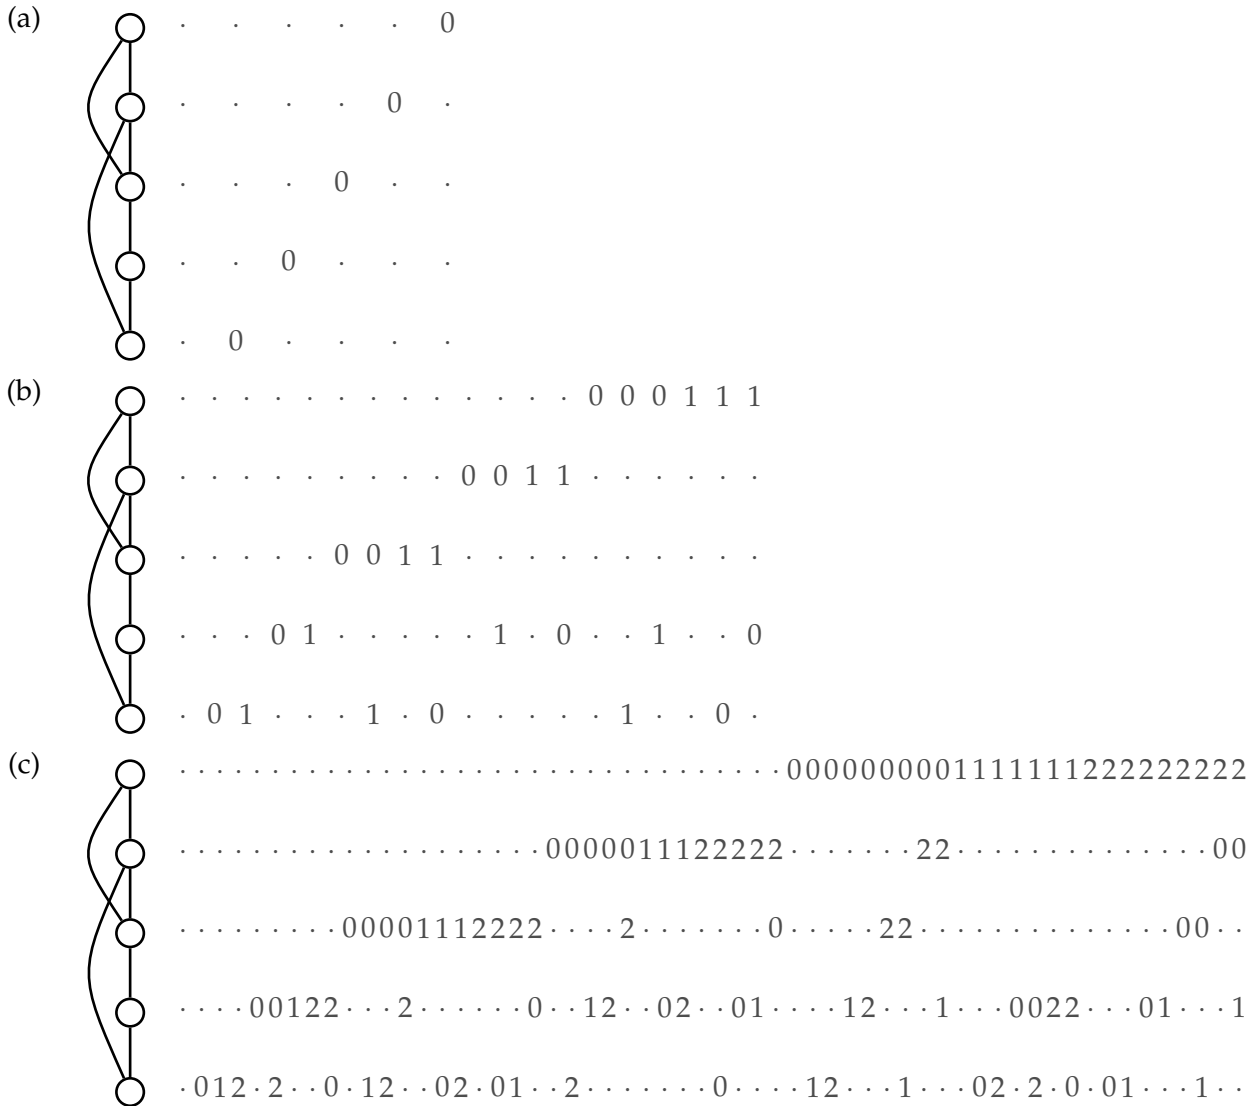 (a) · · · · · 0
· · · · 0 ·
· · · 0 · ·
· · 0 · · ·
· 0 · · · ·
(b) · · · · · · · · · · · · · 0 0 0 1 1 1
· · · · · · · · · 0 0 1 1 · · · · · ·
· · · · · 0 0 1 1 · · · · · · · · · ·
· · · 0 1 · · · · · 1 · 0 · · 1 · · 0
· 0 1 · · · 1 · 0 · · · · · 1 · · 0 ·
(c) ·································0000000001111111222222222
····················0000011122222·······22··············00
·········00001112222····2·······0·····22··············00··
····00122···2······0··12··02··01····12···1···0022···01···1
·012·2··0·12··02·01··2·······0····12···1···02·2·0·01···1··